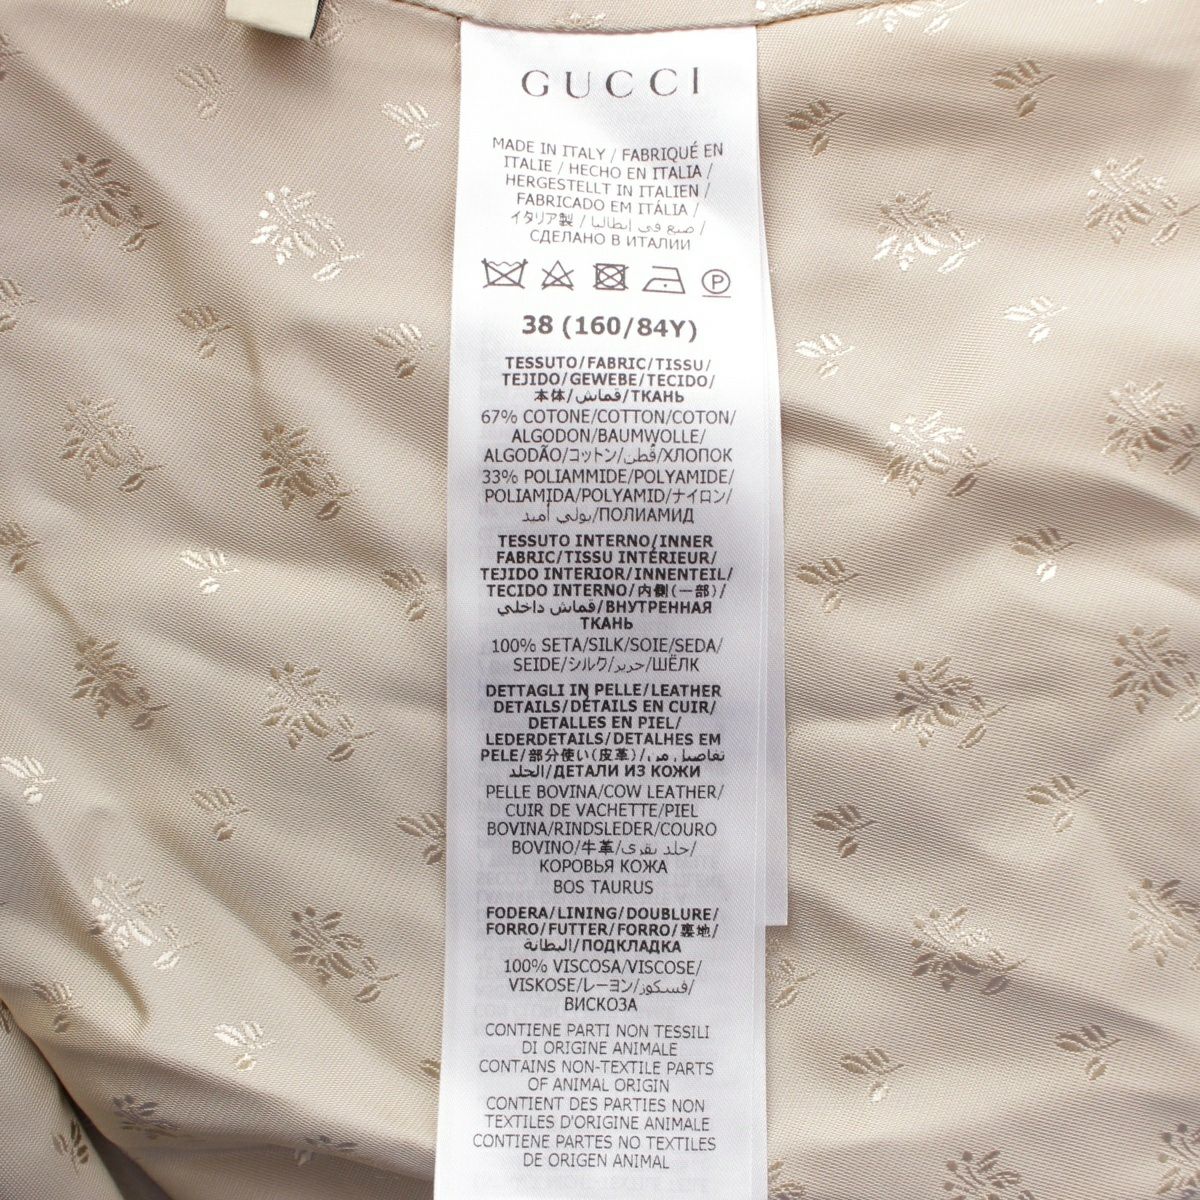 GUCCI
MADE IN ITALY / FABRIQUÉ EN
ITALIE / HECHO EN ITALIA /
HERGESTELLT IN ITALIEN /
FABRICADO EM ITÁLIA /
イタリア製 / صنع في إيطاليا /
СДЕЛАНО В ИТАЛИИ
P
38 (160/84Y)
TESSUTO/FABRIC/TISSU/
TEJIDO/GEWEBE/TECIDO/
本体/قماش/ТКАНЬ
67% COTONE/COTTON/COTON/
ALGODON/BAUMWOLLE/
ALGODÃO/コットン/قُطن/ХЛОПОК
33% POLIAMMIDE/POLYAMIDE/
POLIAMIDA/POLYAMID/ナイロン/
بولي أميد/ПОЛИАМИД
TESSUTO INTERNO/INNER
FABRIC/TISSU INTÉRIEUR/
TEJIDO INTERIOR/INNENTEIL/
TECIDO INTERNO/内側(一部)/
قماش داخلي/ВНУТРЕННАЯ
ТКАНЬ
100% SETA/SILK/SOIE/SEDA/
SEIDE/シルク/حرير/ШЁЛК
DETTAGLI IN PELLE/LEATHER
DETAILS/DÉTAILS EN CUIR/
DETALLES EN PIEL/
LEDERDETAILS/DETALHES EM
PELE/部分使い(皮革)/تفاصيل من
الجلد/ДЕТАЛИ ИЗ КОЖИ
PELLE BOVINA/COW LEATHER/
CUIR DE VACHETTE/PIEL
BOVINA/RINDSLEDER/COURO
BOVINO/牛革/جلد بقري/
КОРОВЬЯ КОЖА
BOS TAURUS
FODERA/LINING/DOUBLURE/
FORRO/FUTTER/FORRO/裏地/
البطانة/ПОДКЛАДКА
100% VISCOSA/VISCOSE/
VISKOSE/レーヨン/فسكوز/
ВИСКОЗА
CONTIENE PARTI NON TESSILI
DI ORIGINE ANIMALE
CONTAINS NON-TEXTILE PARTS
OF ANIMAL ORIGIN
CONTIENT DES PARTIES NON
TEXTILES D'ORIGINE ANIMALE
CONTIENE PARTES NO TEXTILES
DE ORIGEN ANIMAL